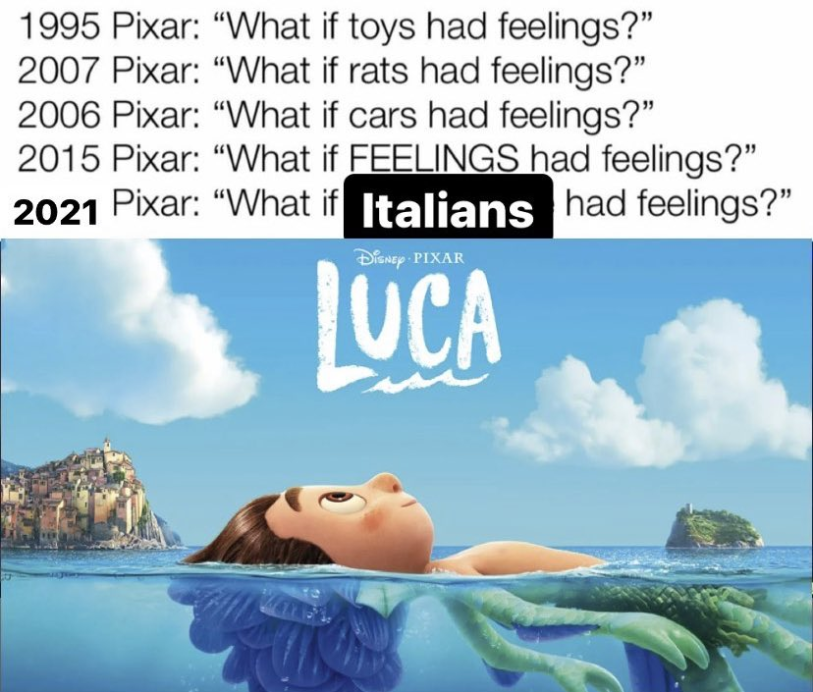 1995 Pixar: “What if toys had feelings?”
2007 Pixar: “What if rats had feelings?”
2006 Pixar: “What if cars had feelings?”
2015 Pixar: “What if FEELINGS had feelings?”
2021 Pixar: “What if Italians had feelings?”
Disney · PIXAR
LUCA